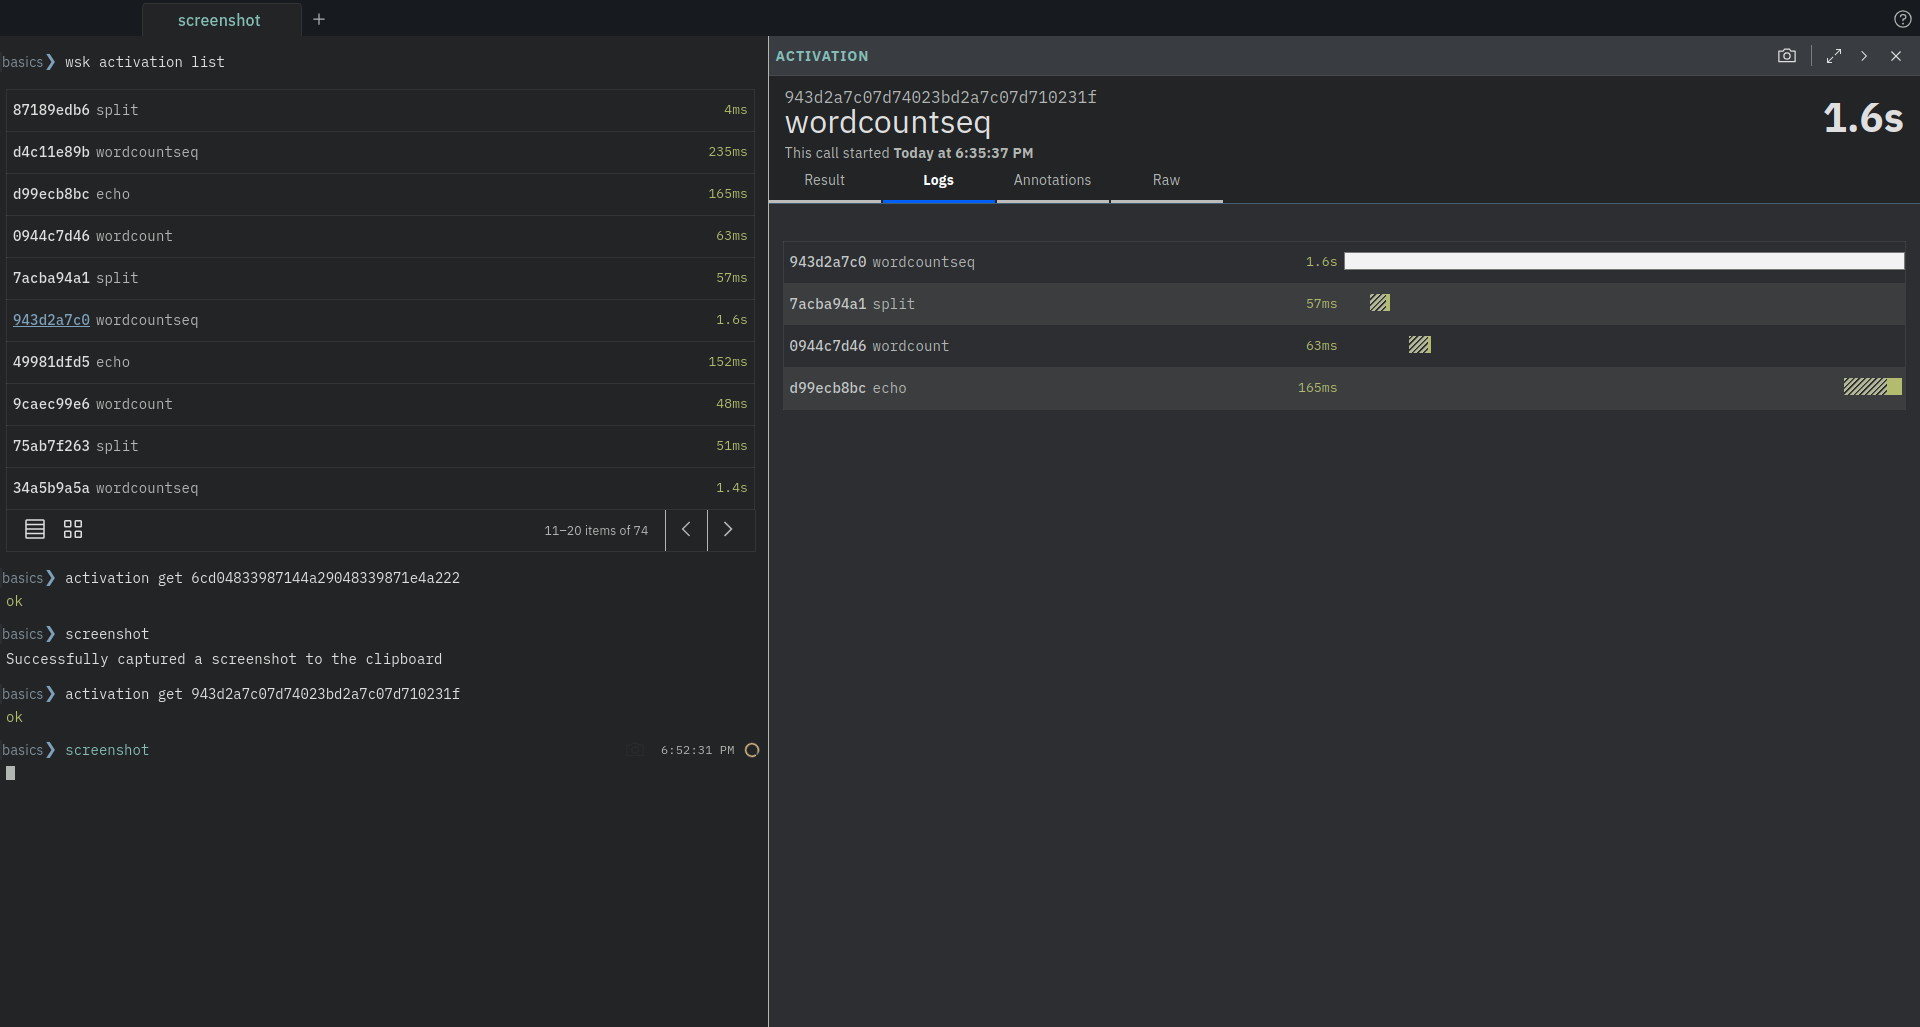 screenshot
basics❯ wsk activation list
87189edb6 split 4ms
d4c11e89b wordcountseq 235ms
d99ecb8bc echo 165ms
0944c7d46 wordcount 63ms
7acba94a1 split 57ms
943d2a7c0 wordcountseq 1.6s
49981dfd5 echo 152ms
9caec99e6 wordcount 48ms
75ab7f263 split 51ms
34a5b9a5a wordcountseq 1.4s
11–20 items of 74
basics❯ activation get 6cd04833987144a29048339871e4a222
ok
basics❯ screenshot
Successfully captured a screenshot to the clipboard
basics❯ activation get 943d2a7c07d74023bd2a7c07d710231f
ok
basics❯ screenshot 6:52:31 PM
ACTIVATION
943d2a7c07d74023bd2a7c07d710231f
wordcountseq 1.6s
This call started Today at 6:35:37 PM
Result Logs Annotations Raw
943d2a7c0 wordcountseq 1.6s
7acba94a1 split 57ms
0944c7d46 wordcount 63ms
d99ecb8bc echo 165ms